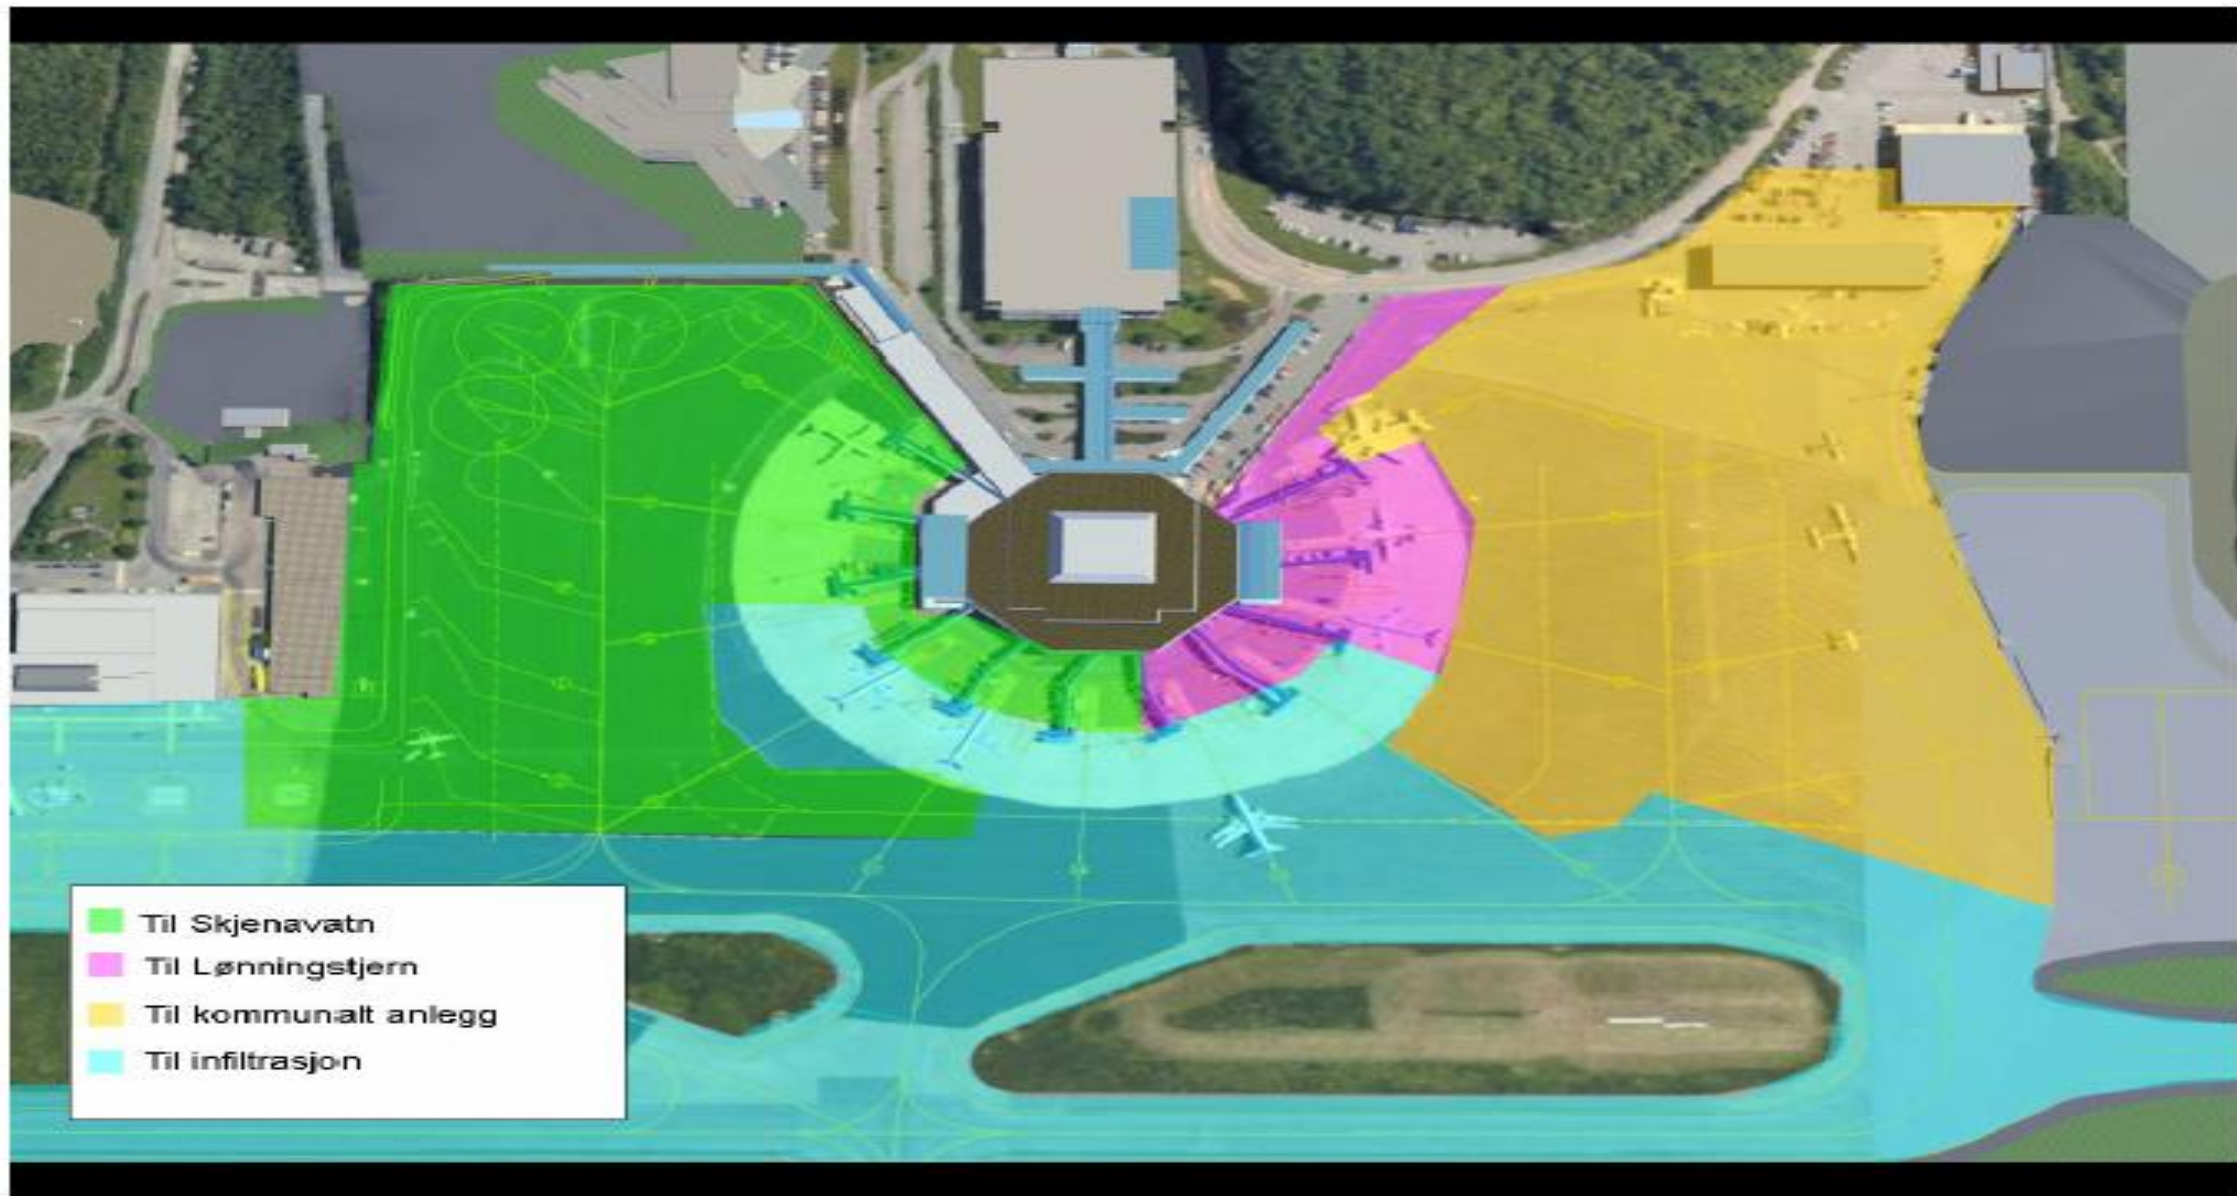 Til Skjenavatn
Til Lønningstjern
Til kommunalt anlegg
Til infiltrasjon